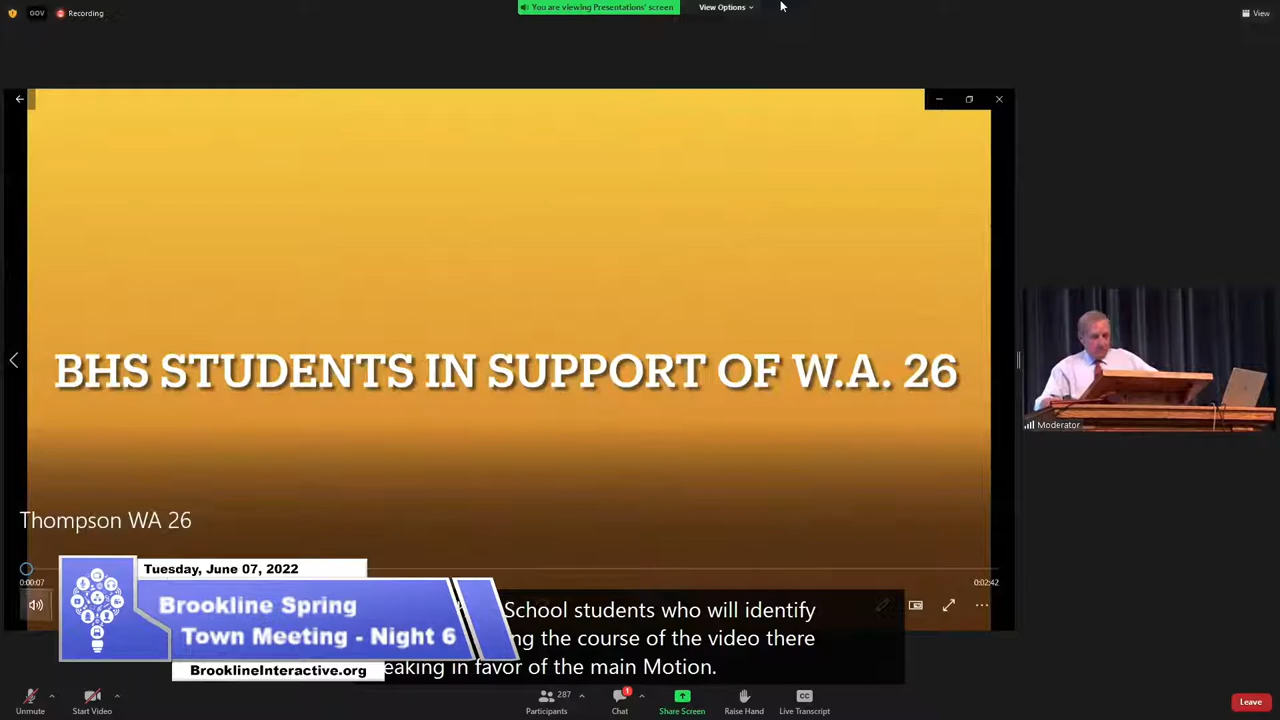 GOV
Recording
You are viewing Presentations' screen
View Options
View
BHS STUDENTS IN SUPPORT OF W.A. 26
Moderator
Thompson WA 26
0:00:07
0:02:42
Tuesday, June 07, 2022
Brookline Spring
Town Meeting - Night 6
BrooklineInteractive.org
School students who will identify
the course of the video there
in favor of the main Motion.
Unmute
Start Video
287
Participants
1
Chat
Share Screen
Raise Hand
CC
Live Transcript
Leave